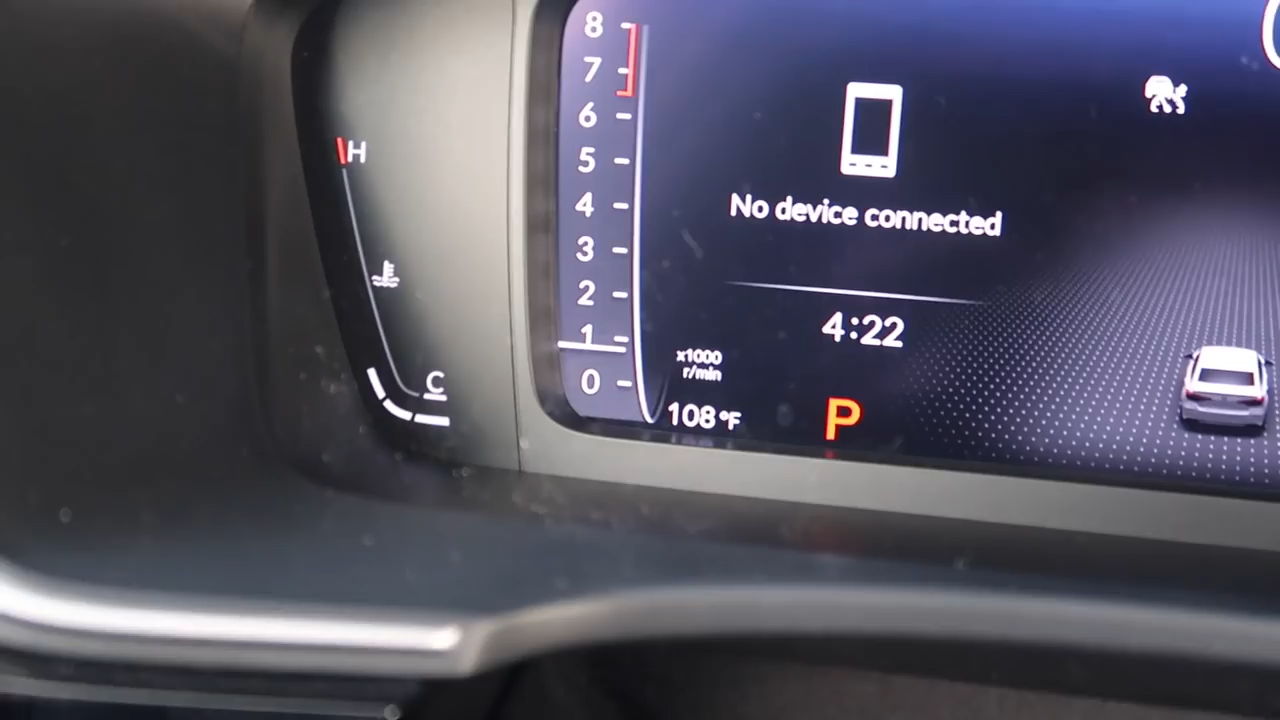 H
C
8
7
6
5
4
3
2
1
0
x1000
r/min
108°F
No device connected
4:22
P